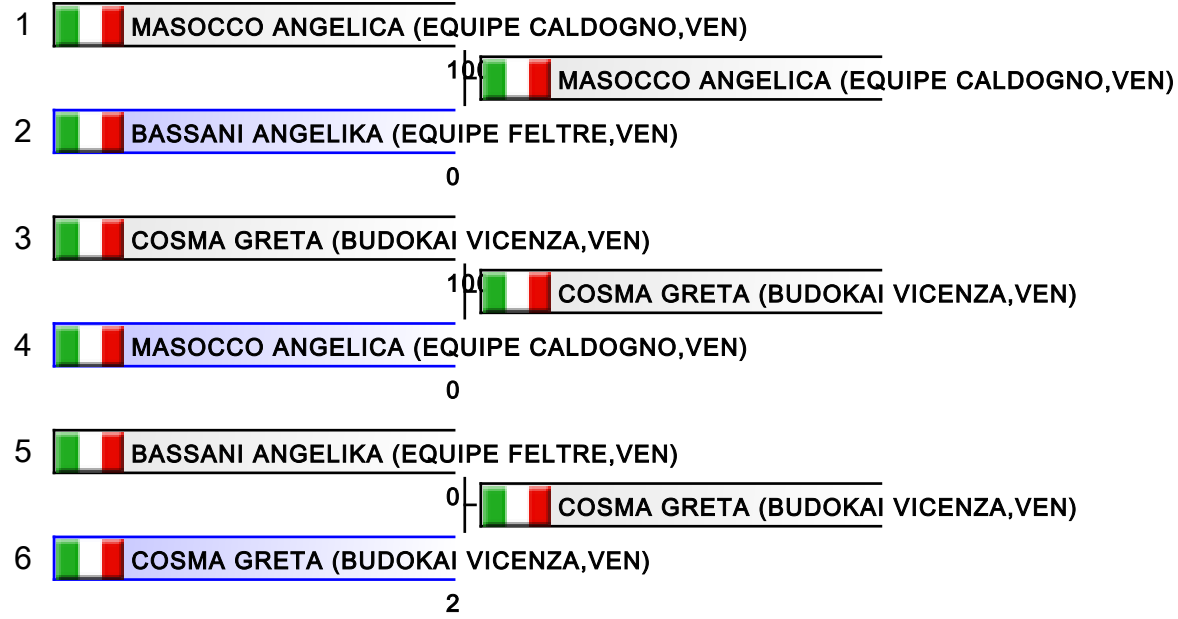 1 MASOCCO ANGELICA (EQUIPE CALDOGNO,VEN)
100
MASOCCO ANGELICA (EQUIPE CALDOGNO,VEN)
2 BASSANI ANGELIKA (EQUIPE FELTRE,VEN)
0
3 COSMA GRETA (BUDOKAI VICENZA,VEN)
100
COSMA GRETA (BUDOKAI VICENZA,VEN)
4 MASOCCO ANGELICA (EQUIPE CALDOGNO,VEN)
0
5 BASSANI ANGELIKA (EQUIPE FELTRE,VEN)
0
COSMA GRETA (BUDOKAI VICENZA,VEN)
6 COSMA GRETA (BUDOKAI VICENZA,VEN)
2